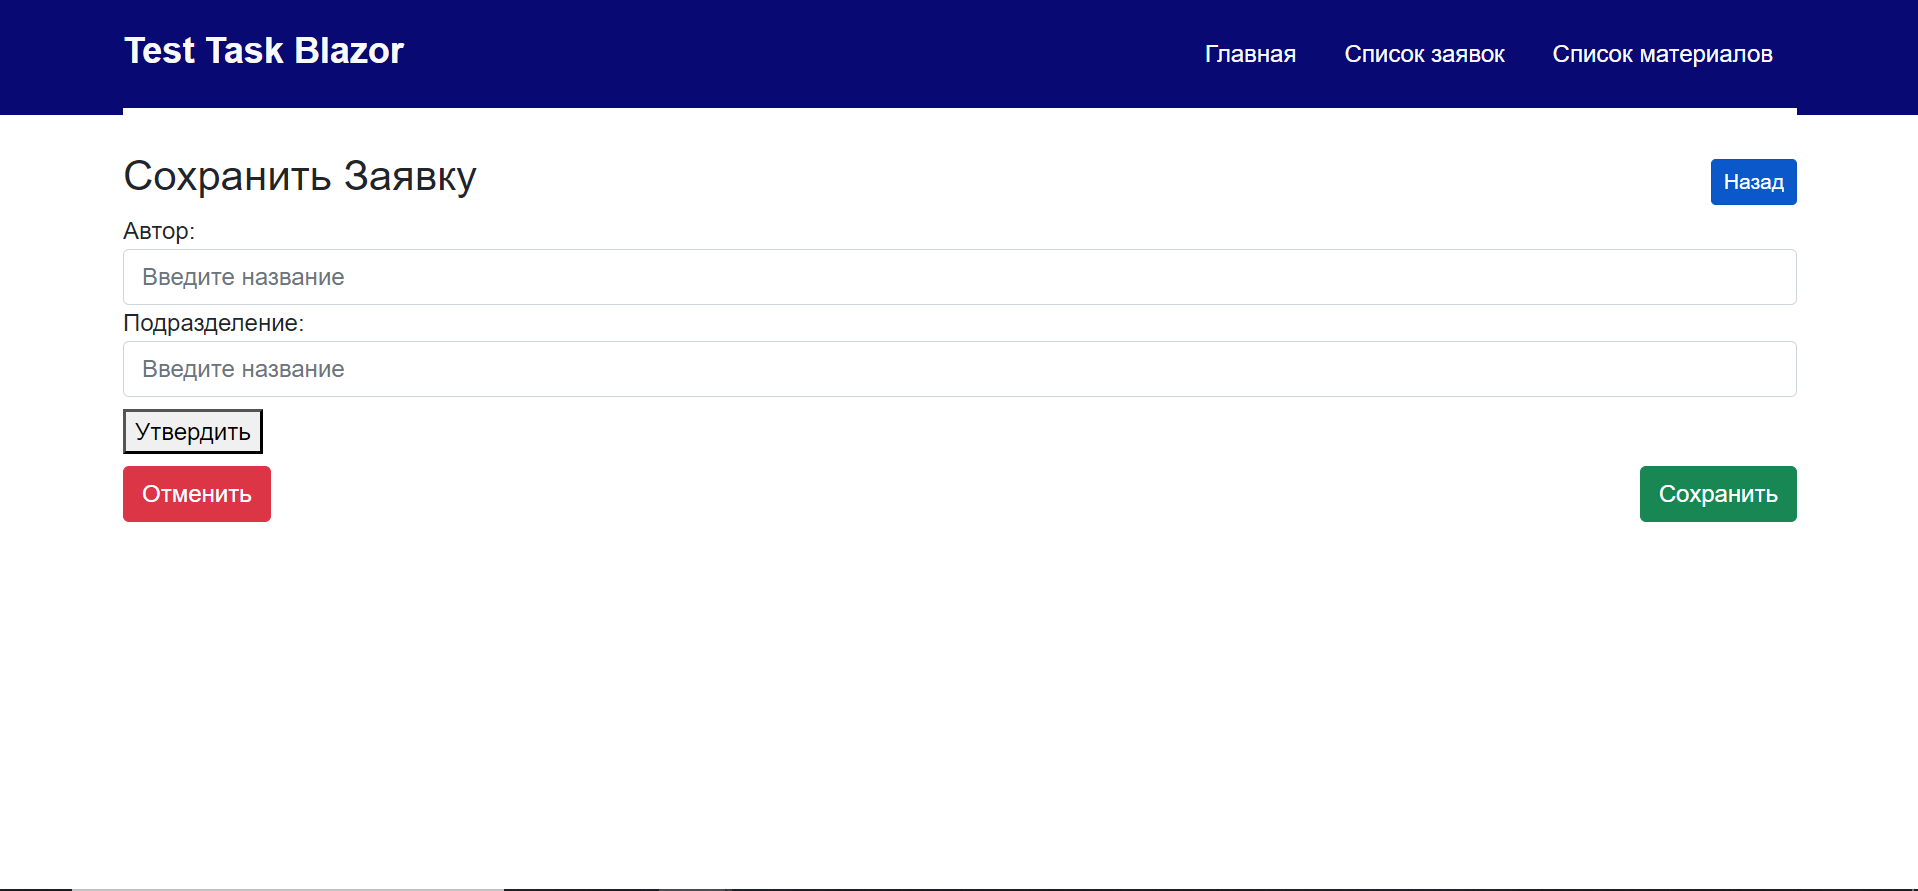 Test Task Blazor
Главная Список заявок Список материалов
Сохранить Заявку
Назад
Автор:
Введите название
Подразделение:
Введите название
Утвердить
Отменить
Сохранить